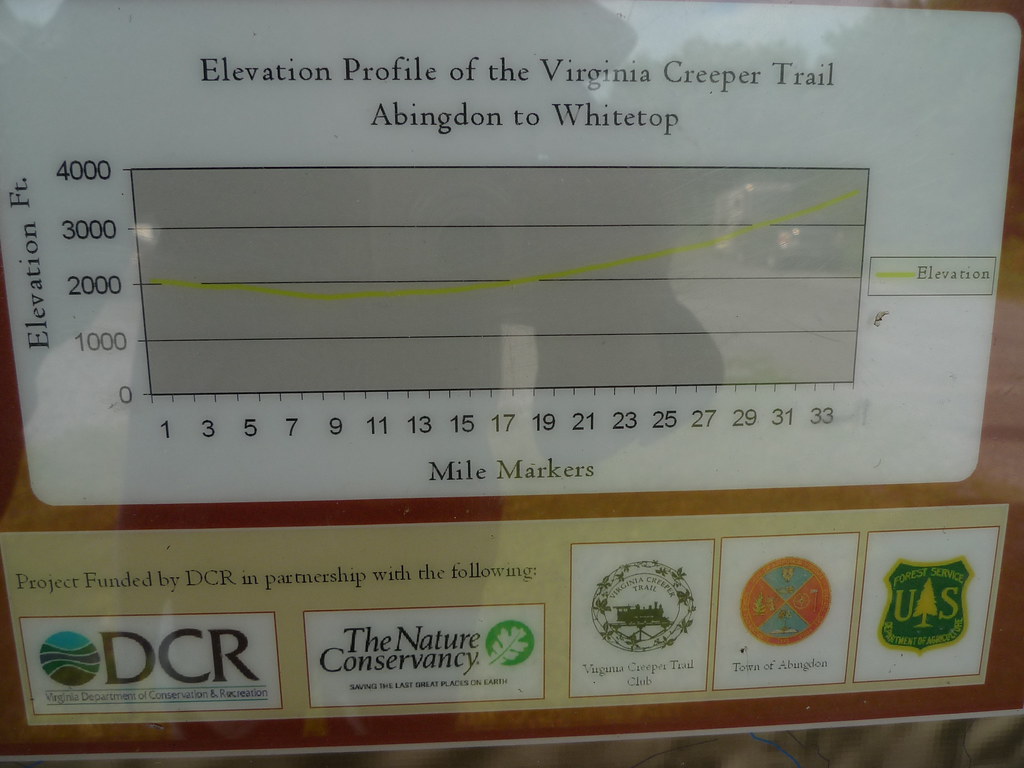 Elevation Profile of the Virginia Creeper Trail
Abingdon to Whitetop
Elevation Ft.
4000
3000
2000
1000
0
1 3 5 7 9 11 13 15 17 19 21 23 25 27 29 31 33
Mile Markers
Elevation
Project Funded by DCR in partnership with the following:
DCR
Virginia Department of Conservation & Recreation
The Nature
Conservancy.
SAVING THE LAST GREAT PLACES ON EARTH
VIRGINIA CREEPER
TRAIL
Virginia Creeper Trail
Club
Town of Abingdon
FOREST SERVICE
U S
DEPARTMENT OF AGRICULTURE